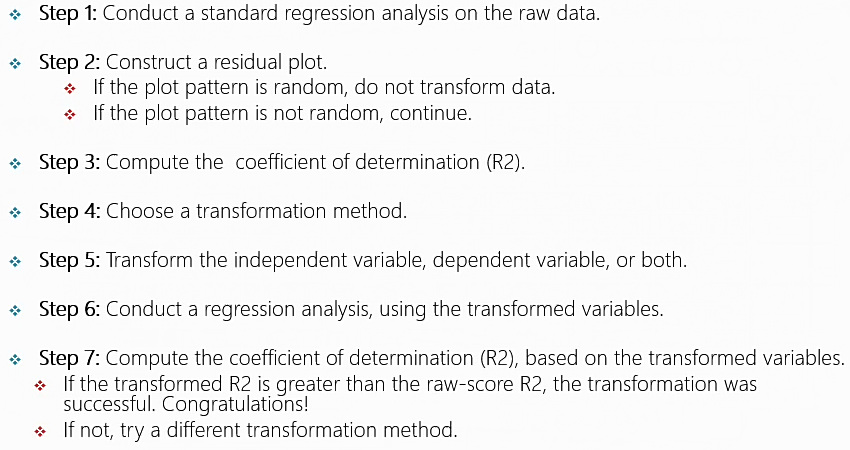 Step 1: Conduct a standard regression analysis on the raw data.
Step 2: Construct a residual plot.
If the plot pattern is random, do not transform data.
If the plot pattern is not random, continue.
Step 3: Compute the  coefficient of determination (R2).
Step 4: Choose a transformation method.
Step 5: Transform the independent variable, dependent variable, or both.
Step 6: Conduct a regression analysis, using the transformed variables.
Step 7: Compute the coefficient of determination (R2), based on the transformed variables.
If the transformed R2 is greater than the raw-score R2, the transformation was
successful. Congratulations!
If not, try a different transformation method.